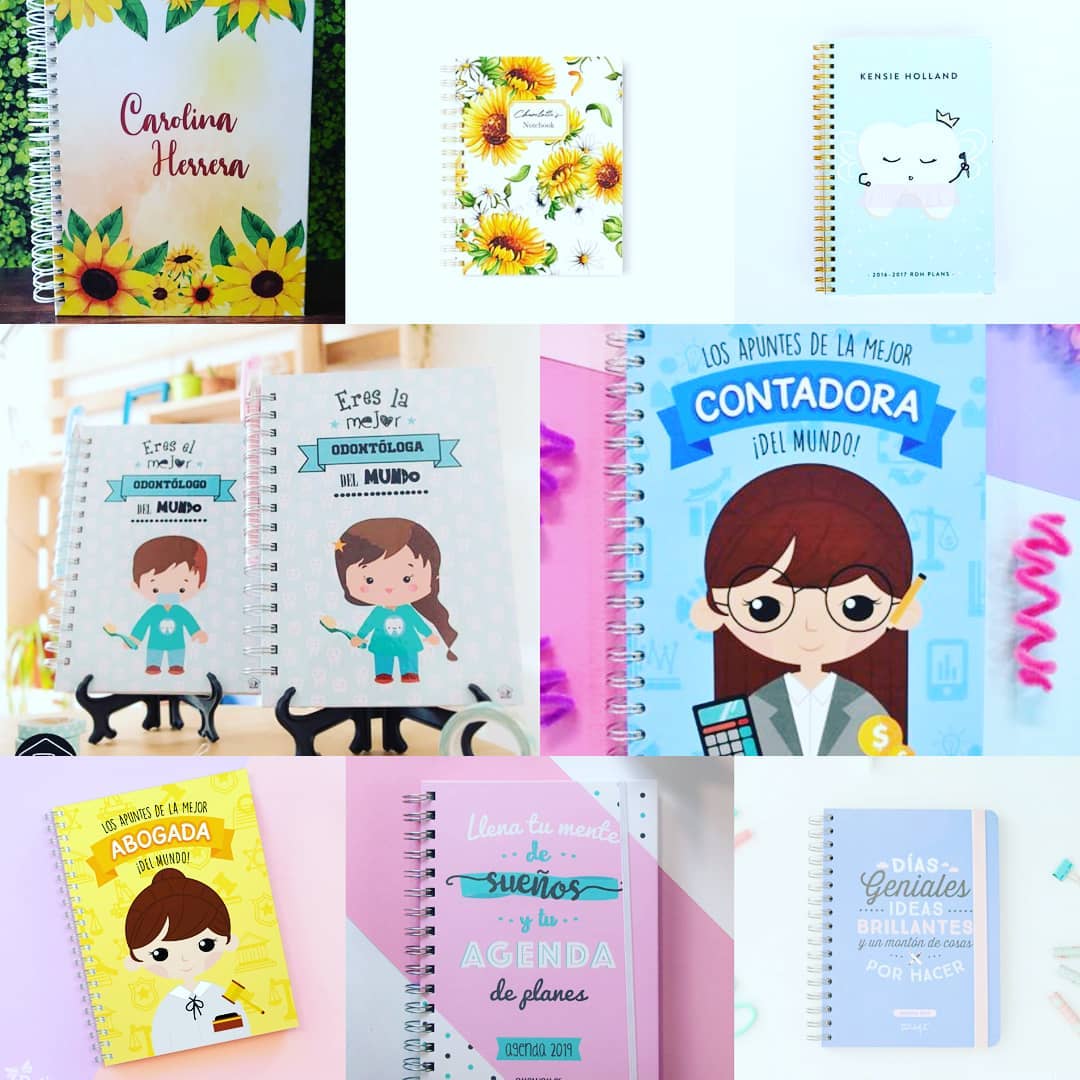 Carolina
Herrera
Charlotte's
Notebook
KENSIE HOLLAND
· 2016-2017 RDH PLANS ·
Eres el
mejor
ODONTÓLOGO
DEL MUNDO
Eres la
mejor
ODONTÓLOGA
DEL MUNDO
LOS APUNTES DE LA MEJOR
CONTADORA
¡DEL MUNDO!
LOS APUNTES DE LA MEJOR
ABOGADA
¡DEL MUNDO!
Llena tu mente
de
sueños
y tu
AGENDA
de planes
agenda 2019
DÍAS
Geniales
IDEAS
BRILLANTES
y un montón de cosas
POR HACER